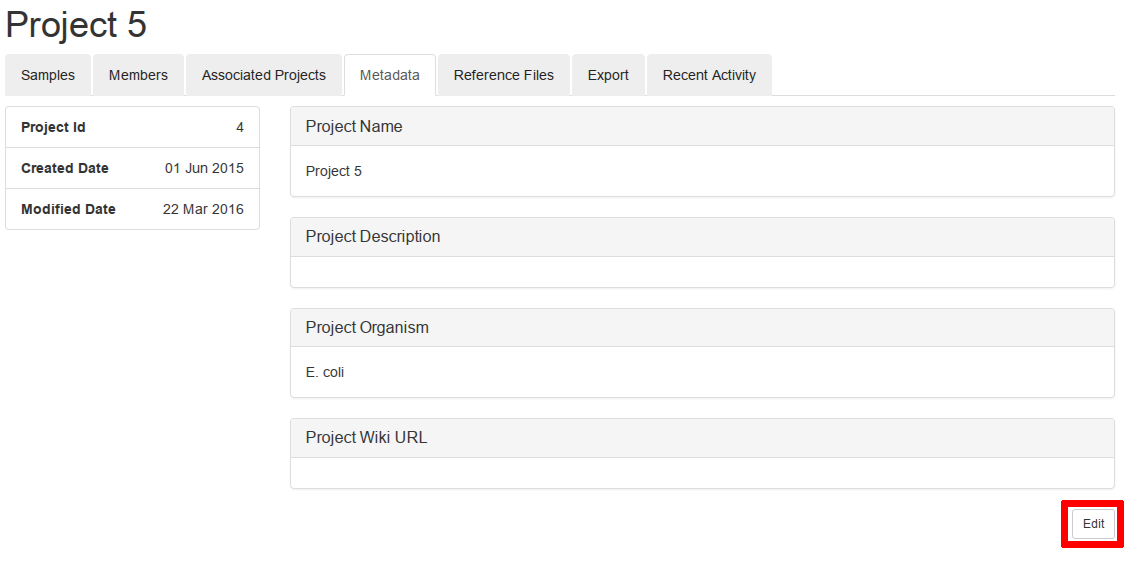 Project 5
Samples Members Associated Projects Metadata Reference Files Export Recent Activity
Project Id 4
Created Date 01 Jun 2015
Modified Date 22 Mar 2016
Project Name
Project 5
Project Description
Project Organism
E. coli
Project Wiki URL
Edit